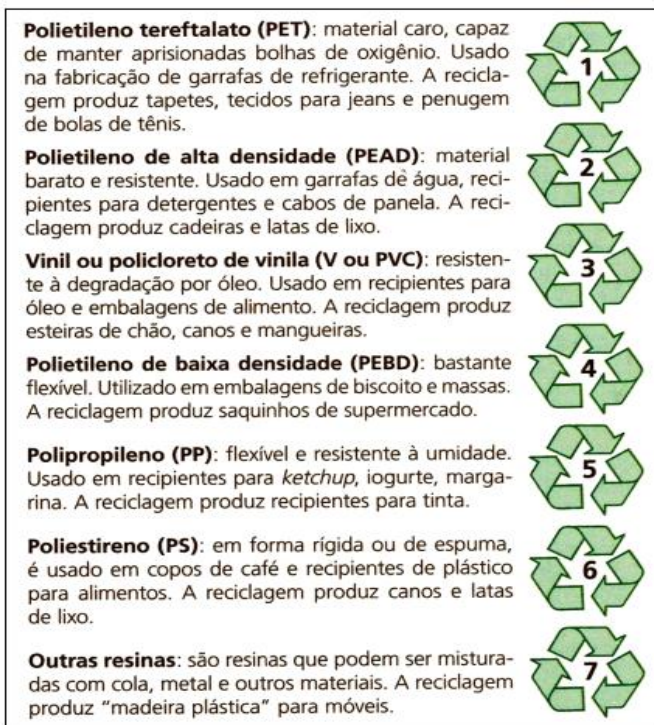 Polietileno tereftalato (PET): material caro, capaz
de manter aprisionadas bolhas de oxigênio. Usado
na fabricação de garrafas de refrigerante. A recicla-
gem produz tapetes, tecidos para jeans e penugem
de bolas de tênis.
1
Polietileno de alta densidade (PEAD): material
barato e resistente. Usado em garrafas de água, reci-
pientes para detergentes e cabos de panela. A reci-
clagem produz cadeiras e latas de lixo.
2
Vinil ou policloreto de vinila (V ou PVC): resisten-
te à degradação por óleo. Usado em recipientes para
óleo e embalagens de alimento. A reciclagem produz
esteiras de chão, canos e mangueiras.
3
Polietileno de baixa densidade (PEBD): bastante
flexível. Utilizado em embalagens de biscoito e massas.
A reciclagem produz saquinhos de supermercado.
4
Polipropileno (PP): flexível e resistente à umidade.
Usado em recipientes para ketchup, iogurte, marga-
rina. A reciclagem produz recipientes para tinta.
5
Poliestireno (PS): em forma rígida ou de espuma,
é usado em copos de café e recipientes de plástico
para alimentos. A reciclagem produz canos e latas
de lixo.
6
Outras resinas: são resinas que podem ser mistura-
das com cola, metal e outros materiais. A reciclagem
produz “madeira plástica” para móveis.
7